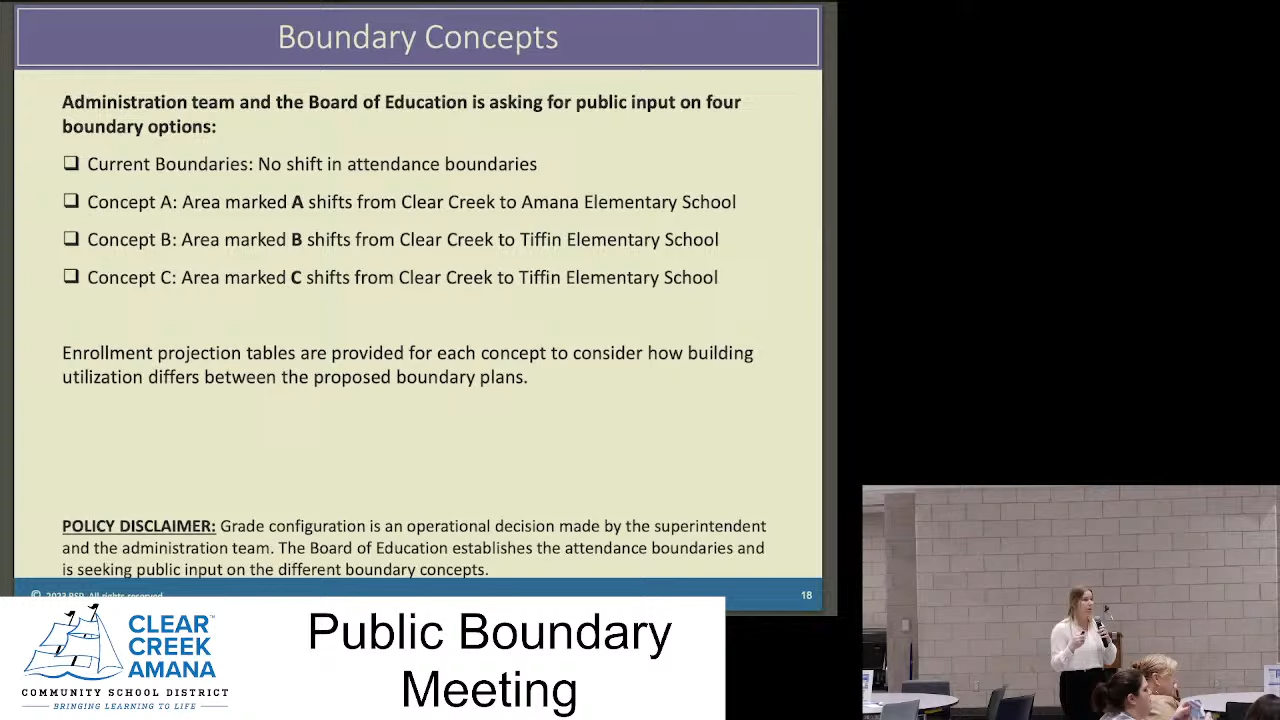 Boundary Concepts
Administration team and the Board of Education is asking for public input on four
boundary options:
❑ Current Boundaries: No shift in attendance boundaries
❑ Concept A: Area marked A shifts from Clear Creek to Amana Elementary School
❑ Concept B: Area marked B shifts from Clear Creek to Tiffin Elementary School
❑ Concept C: Area marked C shifts from Clear Creek to Tiffin Elementary School
Enrollment projection tables are provided for each concept to consider how building
utilization differs between the proposed boundary plans.
POLICY DISCLAIMER: Grade configuration is an operational decision made by the superintendent
and the administration team. The Board of Education establishes the attendance boundaries and
is seeking public input on the different boundary concepts.
© 2023 RSP. All rights reserved
18
CLEAR™
CREEK
AMANA
COMMUNITY SCHOOL DISTRICT
BRINGING LEARNING TO LIFE
Public Boundary
Meeting